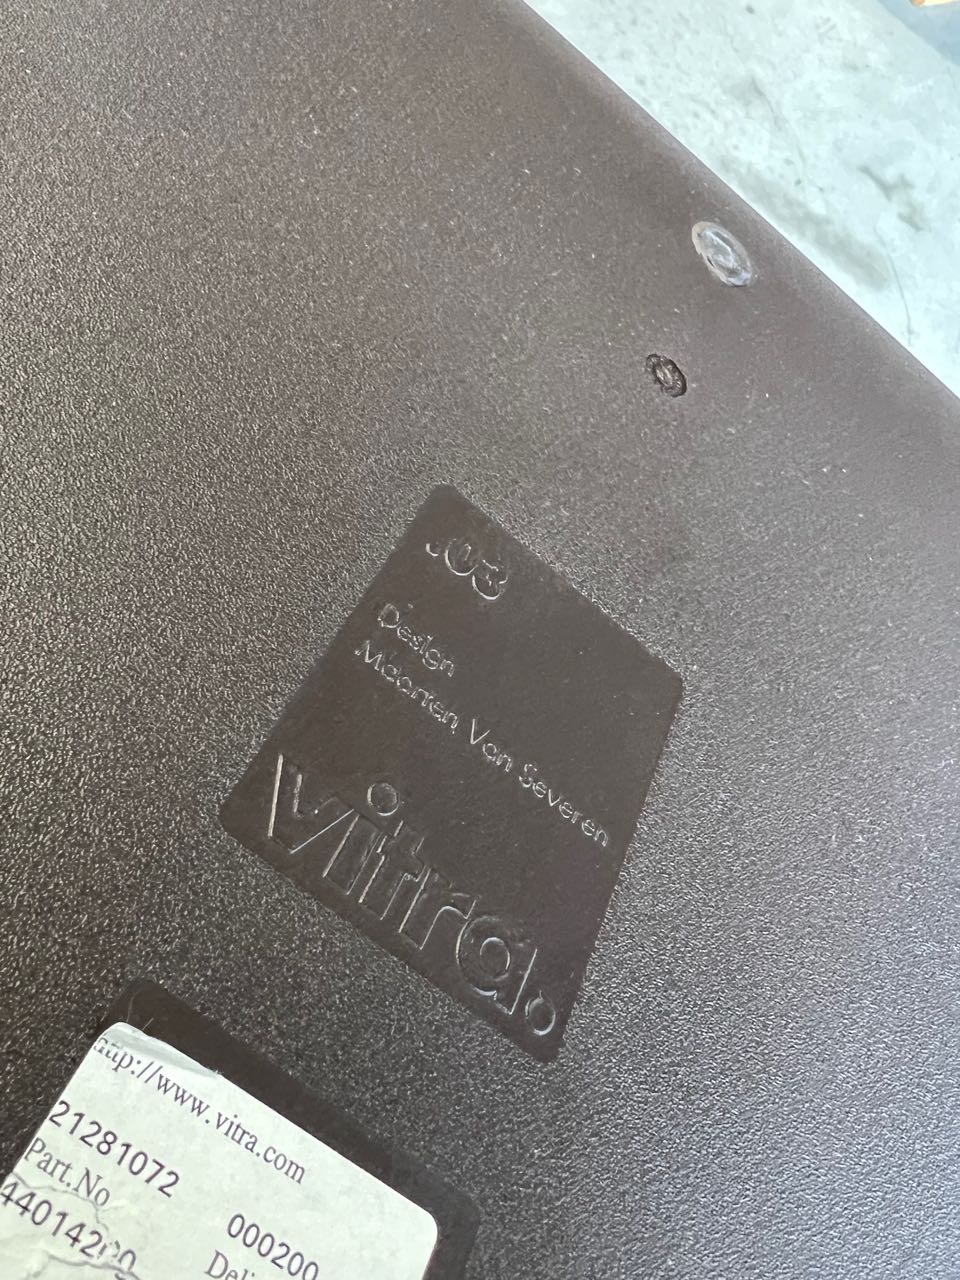 .03
Design
Maarten Van Severen
vitra.
http://www.vitra.com
21281072
Part.No
000200